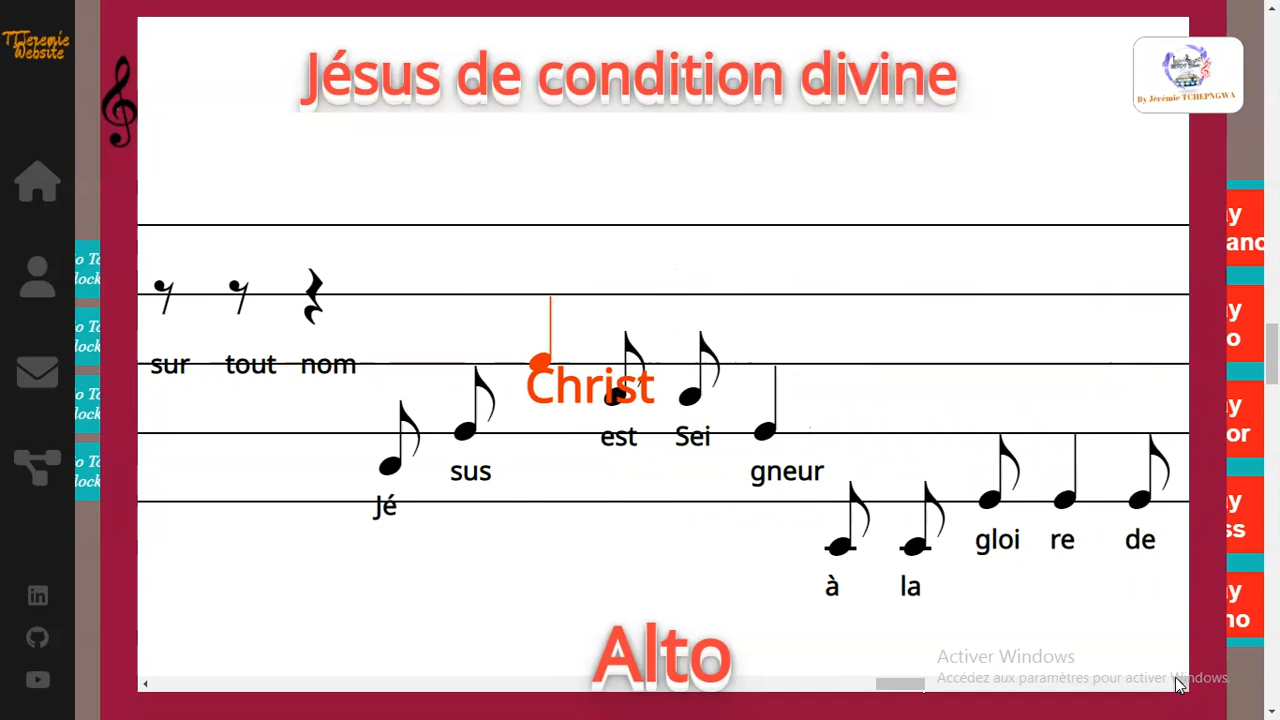 TTJeremie
Website
Jésus de condition divine
By Jérémie TCHEPNGWA
sur tout nom
Christ
est Sei
sus gneur
Jé
gloi re de
à la
Alto
Activer Windows
Accédez aux paramètres pour activer Windows.